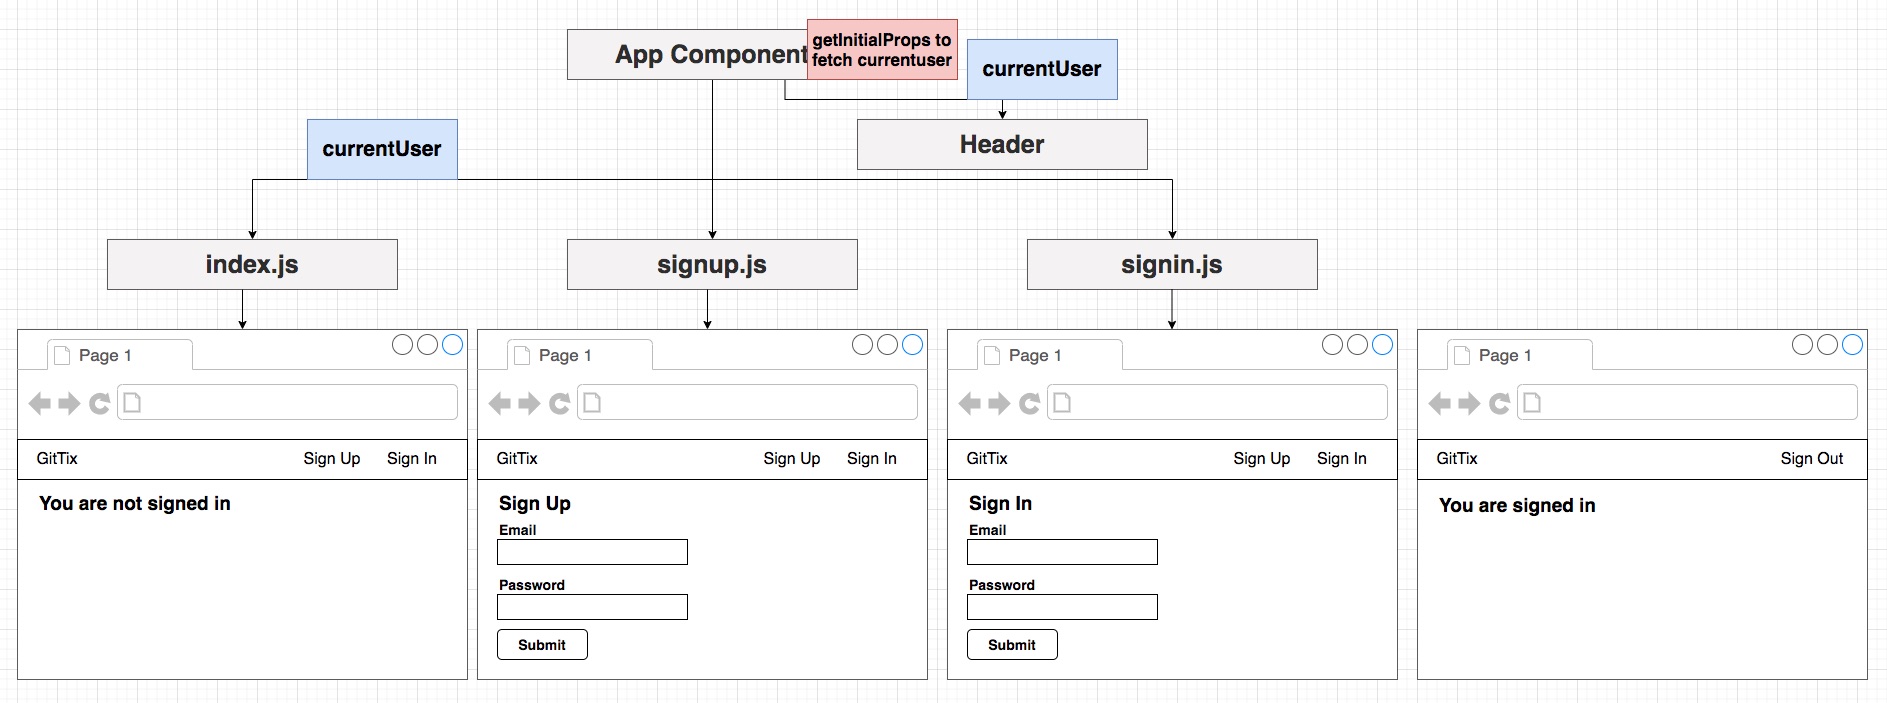 App Component
getInitialProps to
fetch currentuser
currentUser
Header
currentUser
index.js
signup.js
signin.js
Page 1
GitTix
Sign Up
Sign In
You are not signed in
Page 1
GitTix
Sign Up
Sign In
Sign Up
Email
Password
Submit
Page 1
GitTix
Sign Up
Sign In
Sign In
Email
Password
Submit
Page 1
GitTix
Sign Out
You are signed in